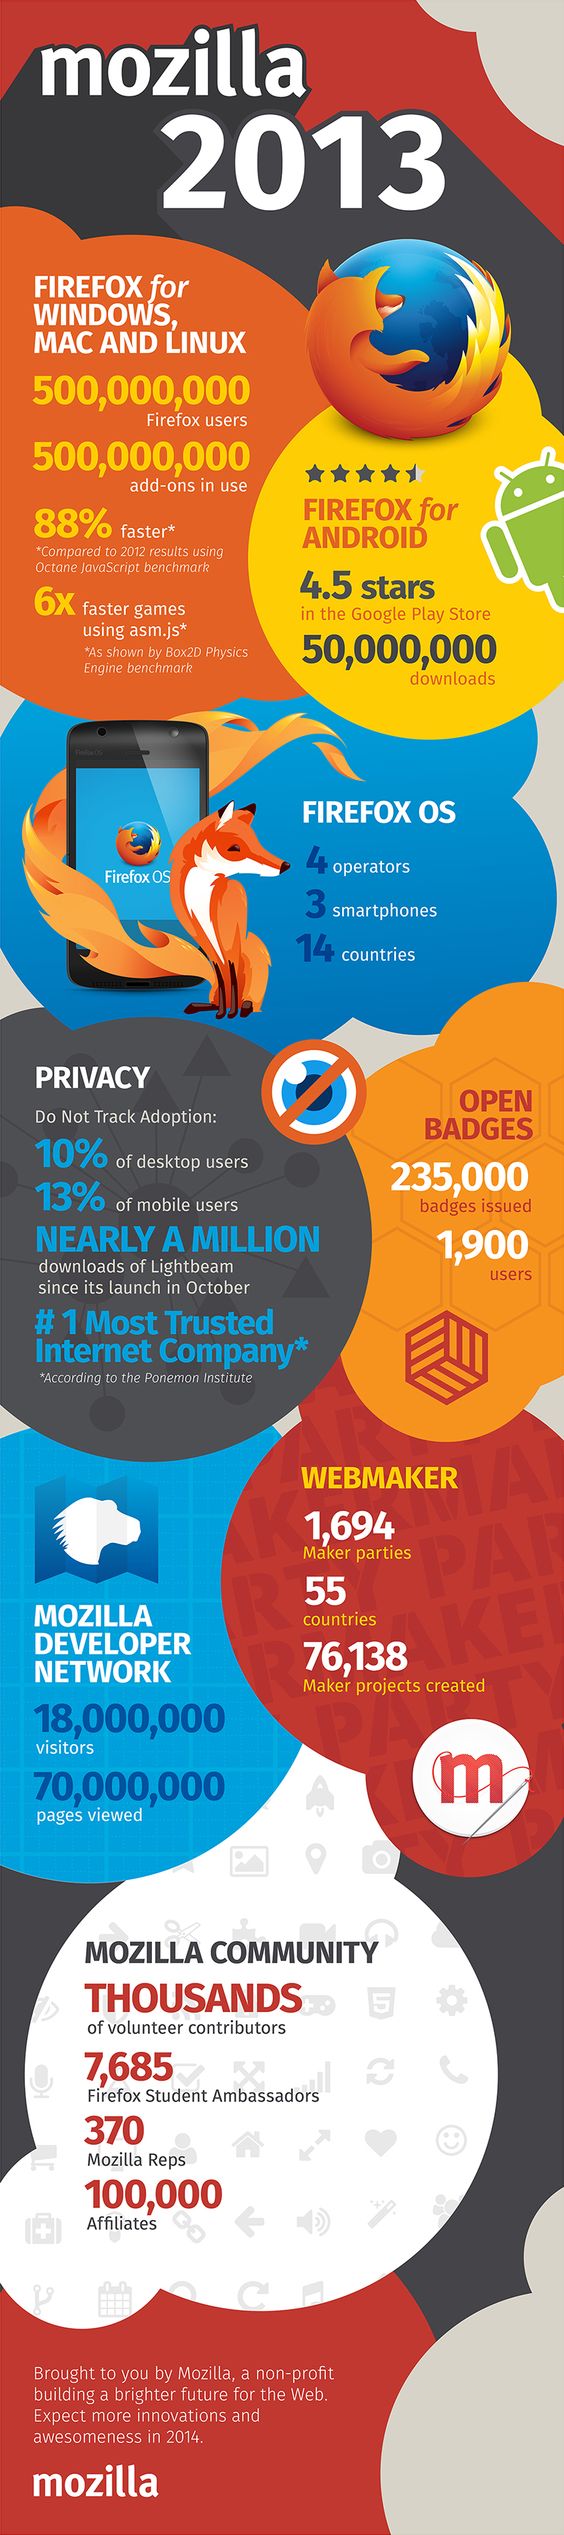 mozilla
2013
FIREFOX for
WINDOWS,
MAC AND LINUX
500,000,000
Firefox users
500,000,000
add-ons in use
88% faster*
*Compared to 2012 results using
Octane JavaScript benchmark
6x faster games
using asm.js*
*As shown by Box2D Physics
Engine benchmark
FIREFOX for
ANDROID
4.5 stars
in the Google Play Store
50,000,000
downloads
Firefox OS
Firefox OS
FIREFOX OS
4 operators
3 smartphones
14 countries
PRIVACY
Do Not Track Adoption:
10% of desktop users
13% of mobile users
NEARLY A MILLION
downloads of Lightbeam
since its launch in October
#1 Most Trusted
Internet Company*
*According to the Ponemon Institute
OPEN
BADGES
235,000
badges issued
1,900
users
WEBMAKER
1,694
Maker parties
55
countries
76,138
Maker projects created
m
MOZILLA
DEVELOPER
NETWORK
18,000,000
visitors
70,000,000
pages viewed
MOZILLA COMMUNITY
THOUSANDS
of volunteer contributors
7,685
Firefox Student Ambassadors
370
Mozilla Reps
100,000
Affiliates
Brought to you by Mozilla, a non-profit
building a brighter future for the Web.
Expect more innovations and
awesomeness in 2014.
mozilla